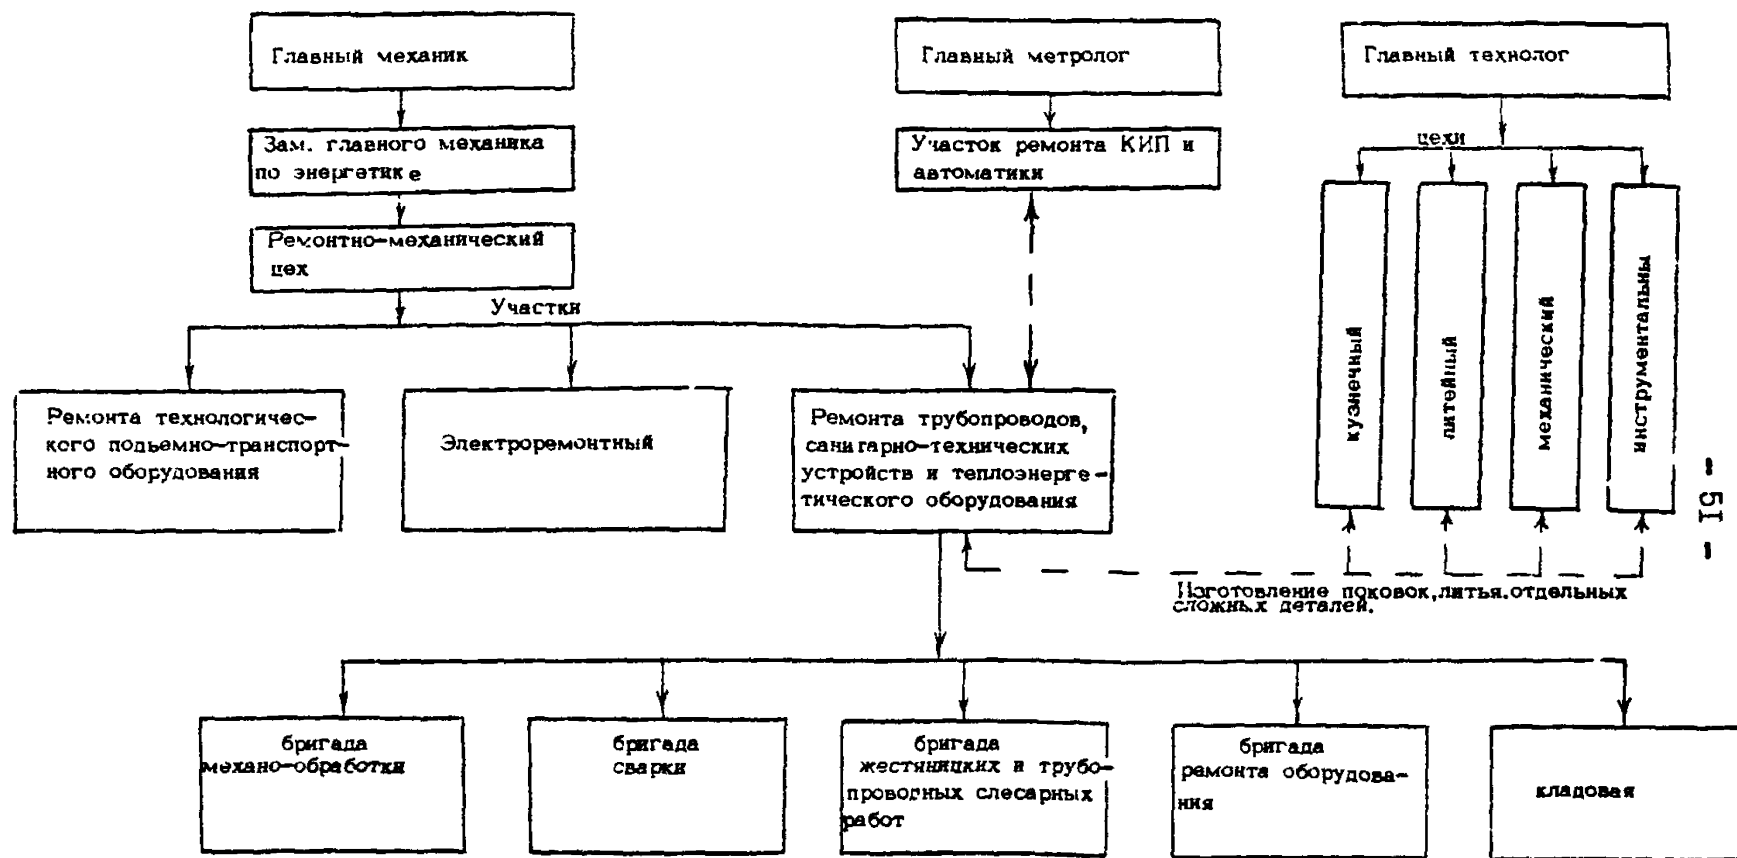 Главный механик
Главный метролог
Главный технолог
Зам. главного механика
по энергетике
Участок ремонта КИП и
автоматики
цехи
Ремонтно-механический
цех
Участки
кузнечный
литейный
механический
инструментальны
Ремонта технологичес-
кого подьемно-транспорт-
ного оборудования
Электроремонтный
Ремонта трубопроводов,
санитарно-технических
устройств и теплоэнерге-
тического оборудования
- 5I -
Изготовление поковок,литья.отдельных
сложных деталей.
бригада
механо-обработки
бригада
сварки
бригада
жестяницких и трубо-
проводных слесарных
работ
бригада
ремонта оборудова-
ния
кладовая